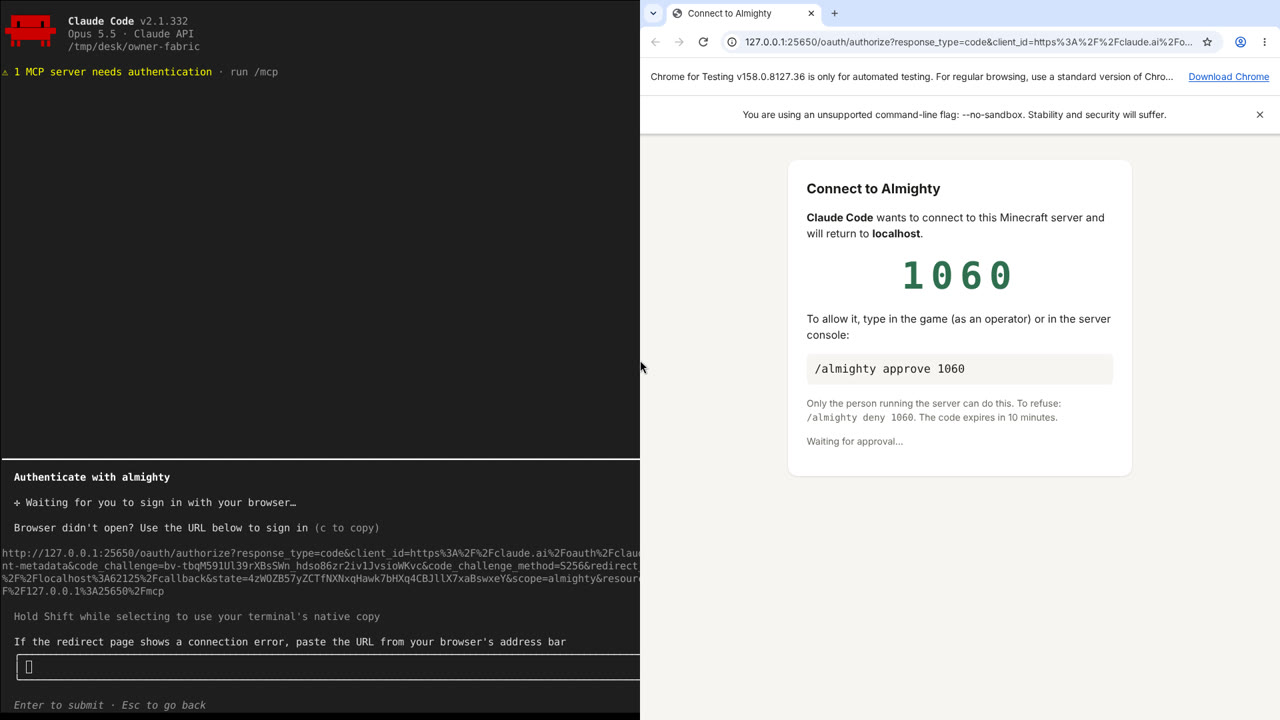 Claude Code v2.1.332
Opus 5.5 · Claude API
/tmp/desk/owner-fabric
⚠ 1 MCP server needs authentication · run /mcp
Authenticate with almighty
✢ Waiting for you to sign in with your browser…
Browser didn't open? Use the URL below to sign in (c to copy)
http://127.0.0.1:25650/oauth/authorize?response_type=code&client_id=https%3A%2F%2Fclaude.ai%2Foauth%2Fclau
nt-metadata&code_challenge=bv-tbqM591Ul39rXBsSWn_hdso86zr2iv1JvsioWKvc&code_challenge_method=S256&redirect_
%2F%2Flocalhost%3A62125%2Fcallback&state=4zWOZB57yZCTfNXNxqHawk7bHXq4CBJllX7xaBswxeY&scope=almighty&resour
F%2F127.0.0.1%3A25650%2Fmcp
Hold Shift while selecting to use your terminal's native copy
If the redirect page shows a connection error, paste the URL from your browser's address bar
Enter to submit · Esc to go back
Connect to Almighty
127.0.0.1:25650/oauth/authorize?response_type=code&client_id=https%3A%2F%2Fclaude.ai%2Fo...
Chrome for Testing v158.0.8127.36 is only for automated testing. For regular browsing, use a standard version of Chro... Download Chrome
You are using an unsupported command-line flag: --no-sandbox. Stability and security will suffer.
Connect to Almighty
Claude Code wants to connect to this Minecraft server and
will return to localhost.
1060
To allow it, type in the game (as an operator) or in the server
console:
/almighty approve 1060
Only the person running the server can do this. To refuse:
/almighty deny 1060. The code expires in 10 minutes.
Waiting for approval...